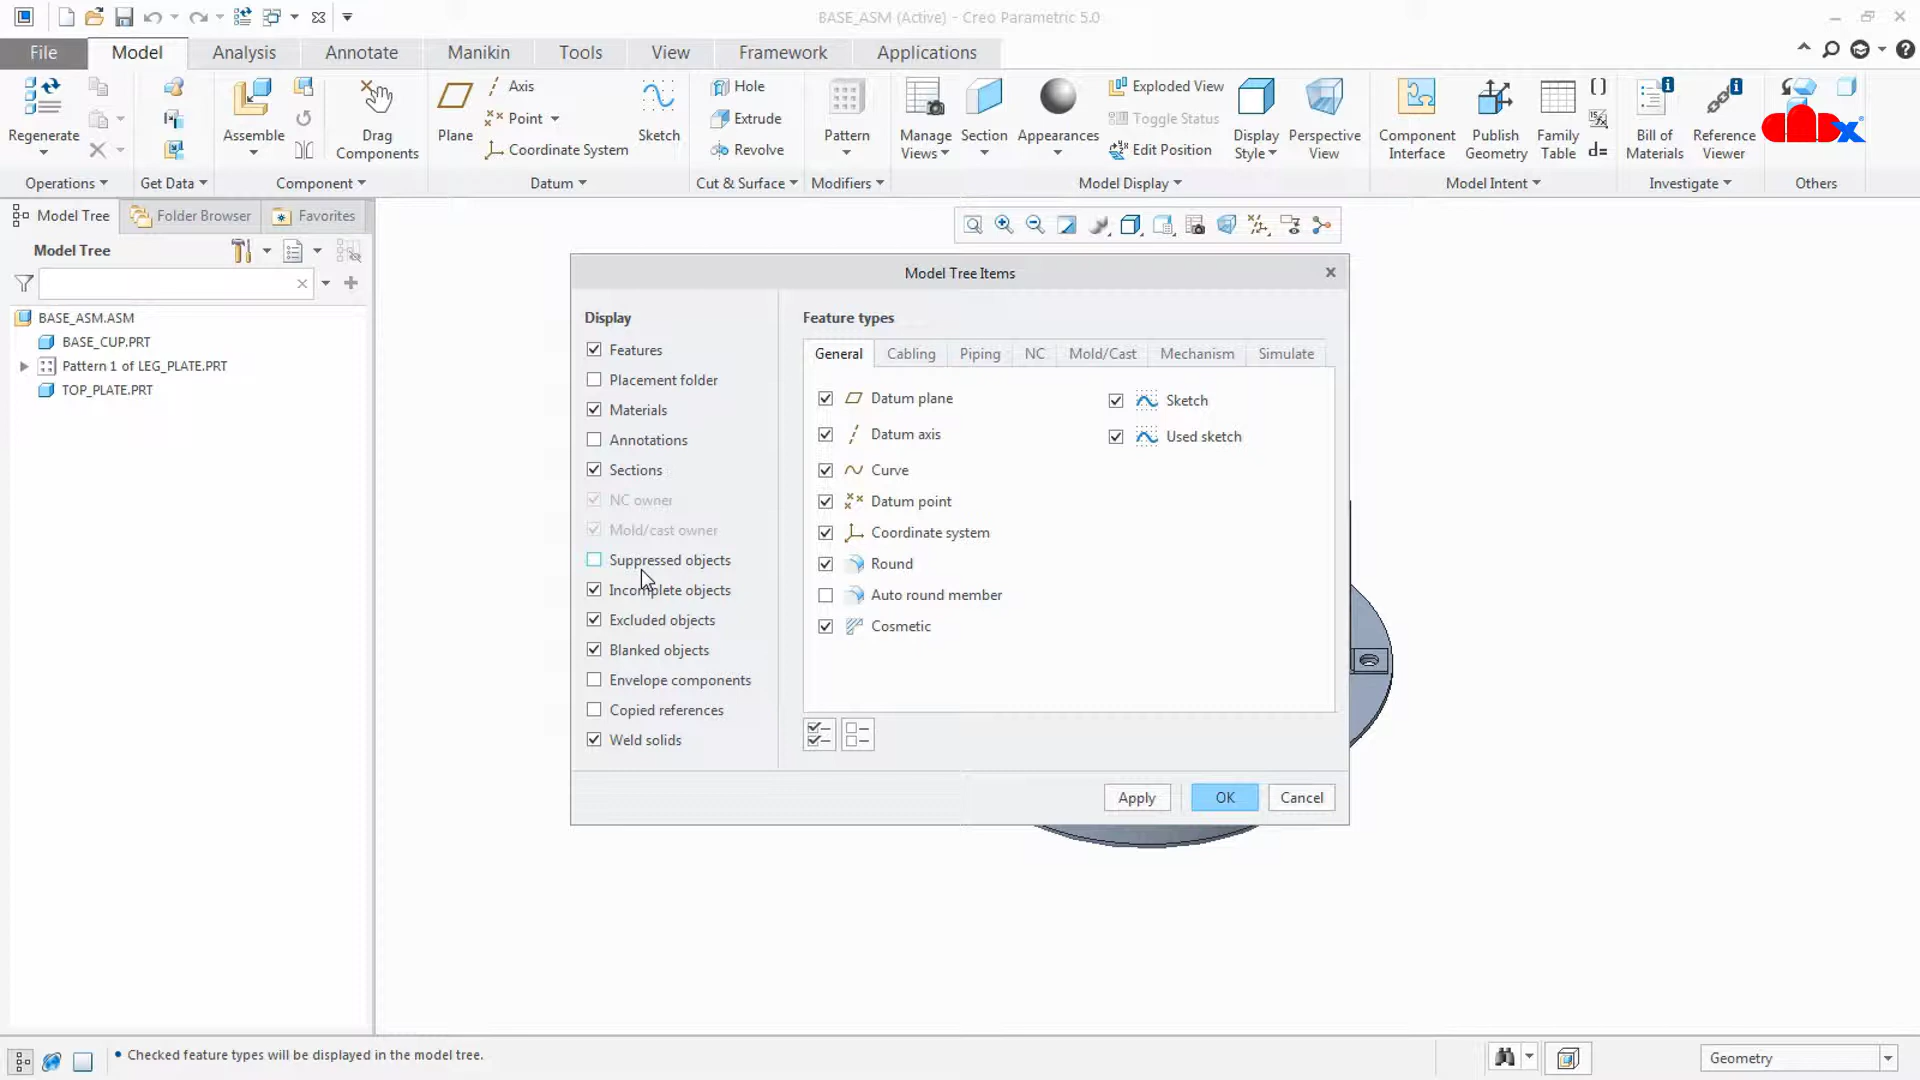 BASE_ASM (Active) - Creo Parametric 5.0
File Model Analysis Annotate Manikin Tools View Framework Applications
Regenerate
Assemble
Drag Components
Plane
Axis
Point
Coordinate System
Sketch
Hole
Extrude
Revolve
Pattern
Manage Views
Section
Appearances
Exploded View
Toggle Status
Edit Position
Display Style
Perspective View
Component Interface
Publish Geometry
Family Table
d=
Bill of Materials
Reference Viewer
Operations Get Data Component Datum Cut & Surface Modifiers Model Display Model Intent Investigate Others
Model Tree Folder Browser Favorites
Model Tree
BASE_ASM.ASM
BASE_CUP.PRT
Pattern 1 of LEG_PLATE.PRT
TOP_PLATE.PRT
Model Tree Items
Display
Features
Placement folder
Materials
Annotations
Sections
NC owner
Mold/cast owner
Suppressed objects
Incomplete objects
Excluded objects
Blanked objects
Envelope components
Copied references
Weld solids
Feature types
General Cabling Piping NC Mold/Cast Mechanism Simulate
Datum plane
Datum axis
Curve
Datum point
Coordinate system
Round
Auto round member
Cosmetic
Sketch
Used sketch
Apply OK Cancel
Checked feature types will be displayed in the model tree.
Geometry